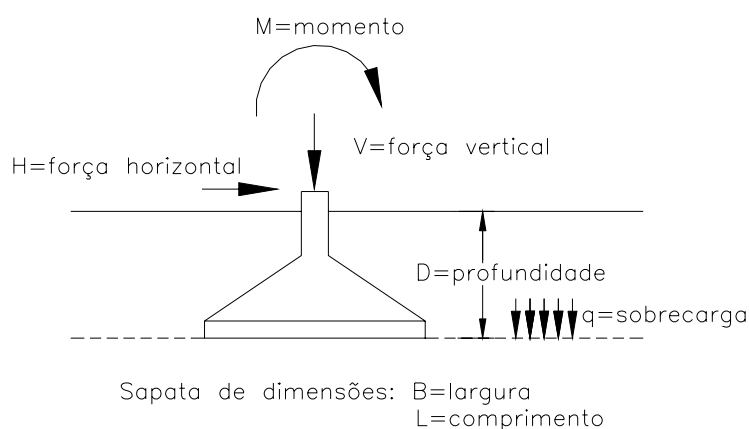 M=momento
V=força vertical
H=força horizontal
D=profundidade
q=sobrecarga
Sapata de dimensões: B=largura
L=comprimento